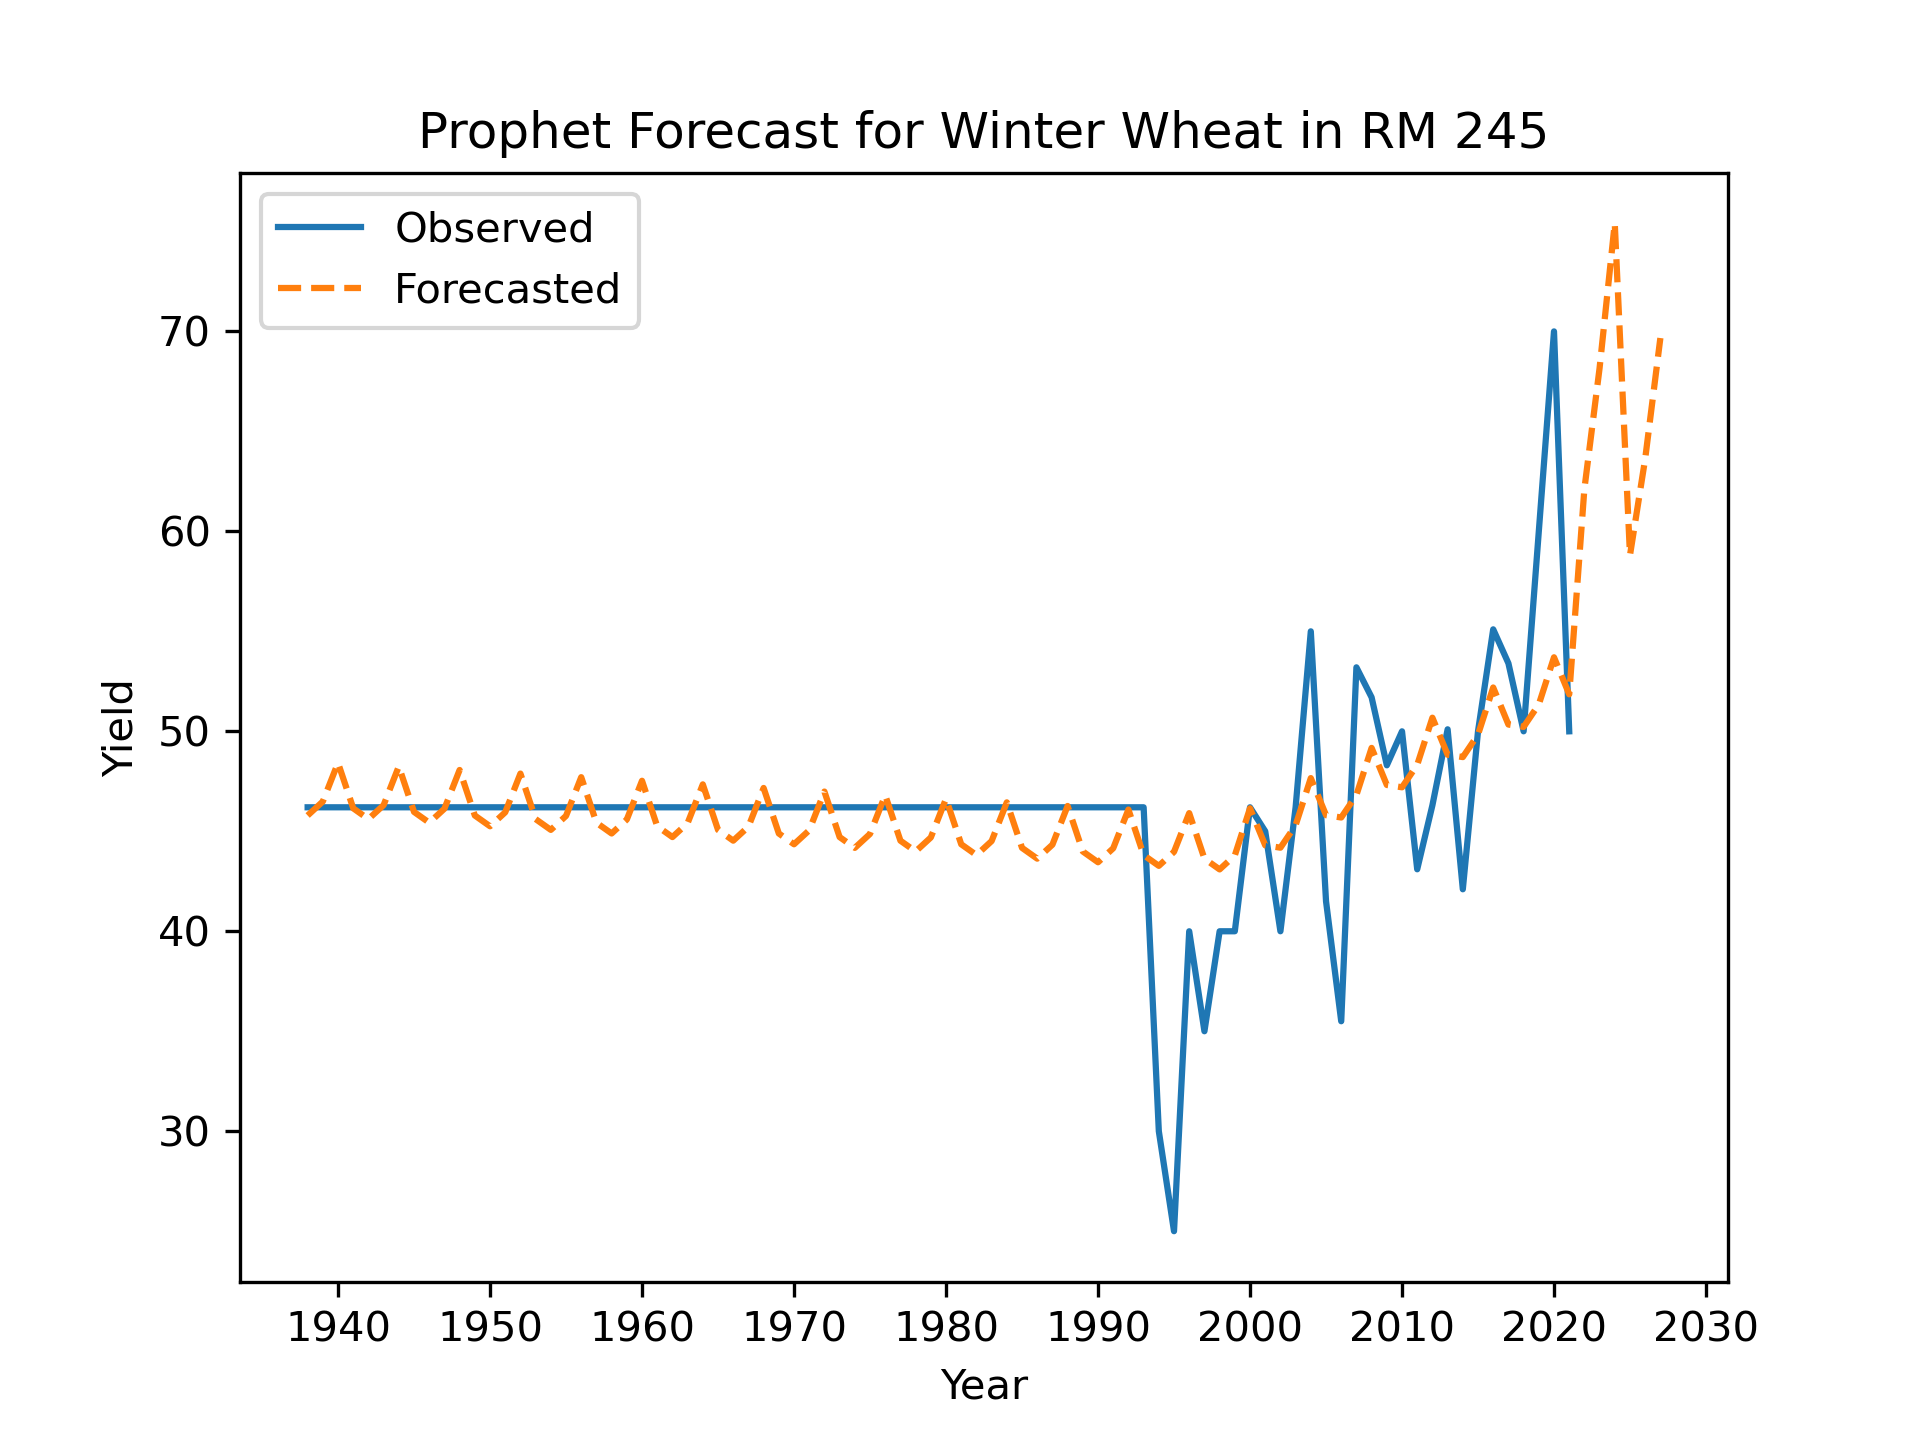 Prophet Forecast for Winter Wheat in RM 245
Observed
Forecasted
70
60
50
40
30
Yield
1940 1950 1960 1970 1980 1990 2000 2010 2020 2030
Year